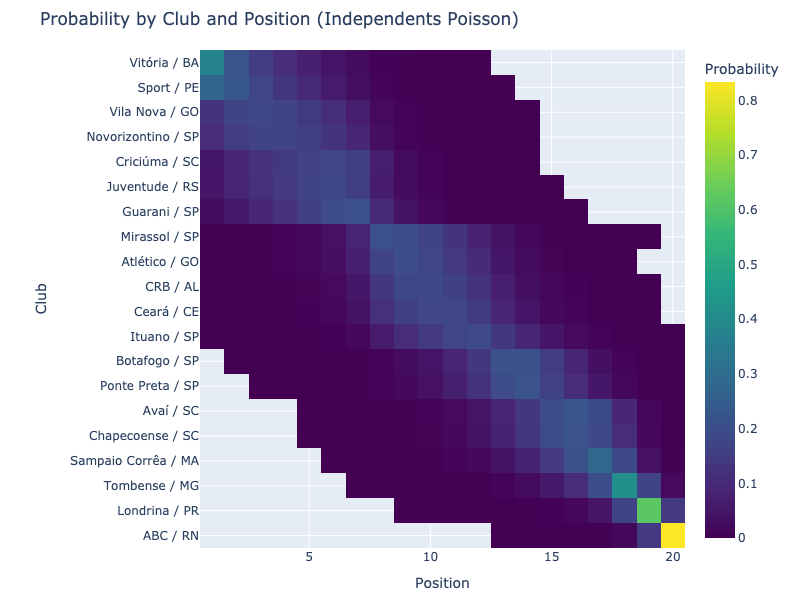 Probability by Club and Position (Independents Poisson)
Probability
Club
Vitória / BA
Sport / PE
Vila Nova / GO
Novorizontino / SP
Criciúma / SC
Juventude / RS
Guarani / SP
Mirassol / SP
Atlético / GO
CRB / AL
Ceará / CE
Ituano / SP
Botafogo / SP
Ponte Preta / SP
Avaí / SC
Chapecoense / SC
Sampaio Corrêa / MA
Tombense / MG
Londrina / PR
ABC / RN
0.8
0.7
0.6
0.5
0.4
0.3
0.2
0.1
0
5
10
15
20
Position